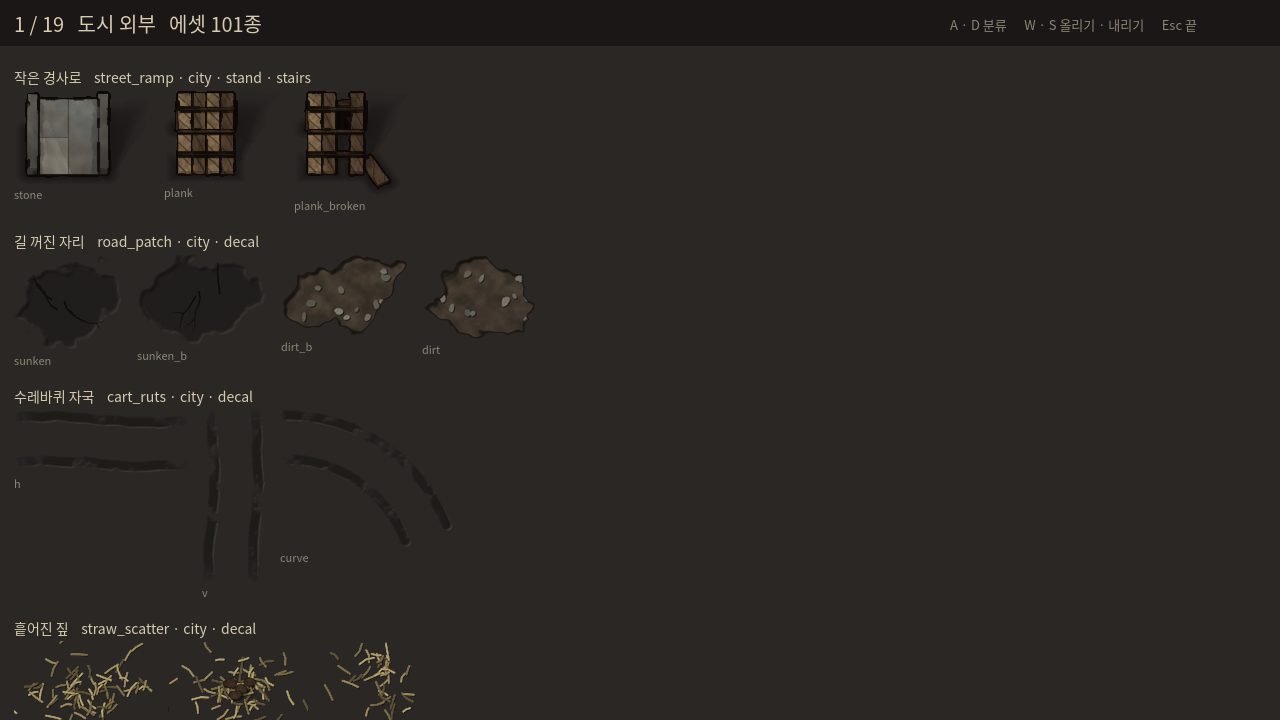 1 / 19 도시 외부 에셋 101종
A · D 분류 W · S 올리기 · 내리기 Esc 끝
작은 경사로 street_ramp · city · stand · stairs
stone
plank
plank_broken
길 꺼진 자리 road_patch · city · decal
sunken
sunken_b
dirt_b
dirt
수레바퀴 자국 cart_ruts · city · decal
h
v
curve
흩어진 짚 straw_scatter · city · decal